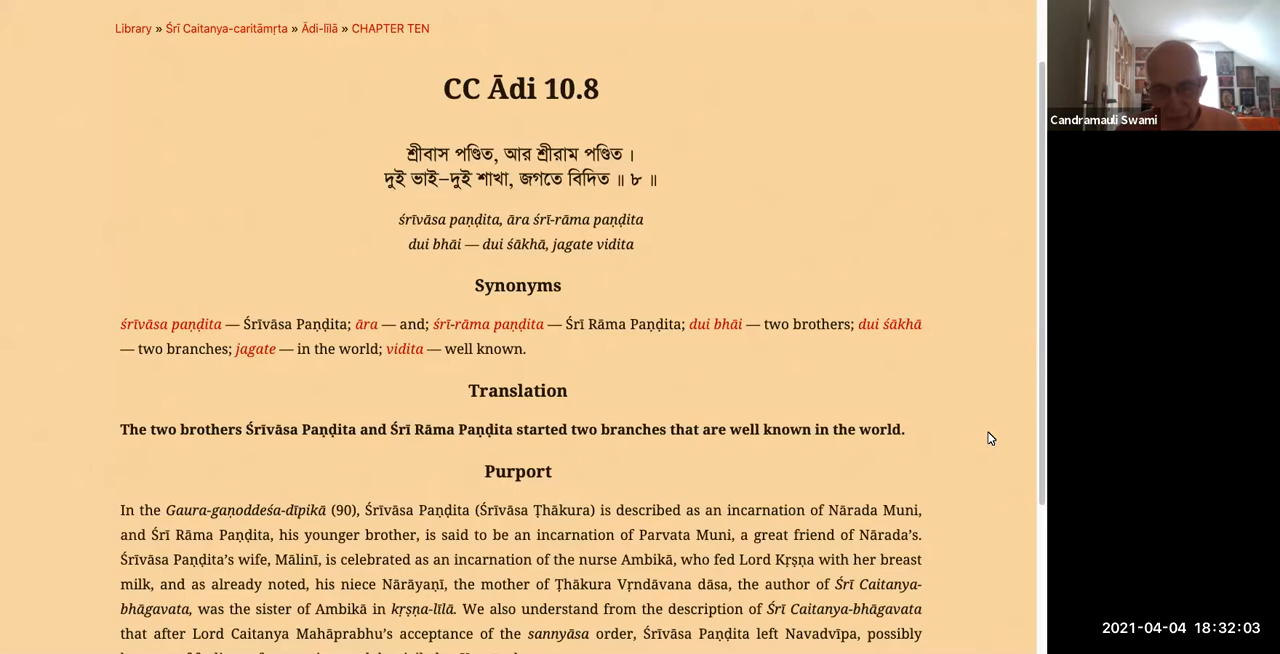 Library » Śrī Caitanya-caritāmṛta » Ādi-līlā » CHAPTER TEN
CC Ādi 10.8
শ্রীবাস পণ্ডিত, আর শ্রীরাম পণ্ডিত ।
দুই ভাই—দুই শাখা, জগতে বিদিত ॥ ৮ ॥
śrīvāsa paṇḍita, āra śrī-rāma paṇḍita
dui bhāi — dui śākhā, jagate vidita
Synonyms
śrīvāsa paṇḍita — Śrīvāsa Paṇḍita; āra — and; śrī-rāma paṇḍita — Śrī Rāma Paṇḍita; dui bhāi — two brothers; dui śākhā
— two branches; jagate — in the world; vidita — well known.
Translation
The two brothers Śrīvāsa Paṇḍita and Śrī Rāma Paṇḍita started two branches that are well known in the world.
Purport
In the Gaura-gaṇoddeśa-dīpikā (90), Śrīvāsa Paṇḍita (Śrīvāsa Ṭhākura) is described as an incarnation of Nārada Muni,
and Śrī Rāma Paṇḍita, his younger brother, is said to be an incarnation of Parvata Muni, a great friend of Nārada's.
Śrīvāsa Paṇḍita's wife, Mālinī, is celebrated as an incarnation of the nurse Ambikā, who fed Lord Kṛṣṇa with her breast
milk, and as already noted, his niece Nārāyaṇī, the mother of Ṭhākura Vṛndāvana dāsa, the author of Śrī Caitanya-
bhāgavata, was the sister of Ambikā in kṛṣṇa-līlā. We also understand from the description of Śrī Caitanya-bhāgavata
that after Lord Caitanya Mahāprabhu's acceptance of the sannyāsa order, Śrīvāsa Paṇḍita left Navadvīpa, possibly
Candramauli Swami
2021-04-04 18:32:03